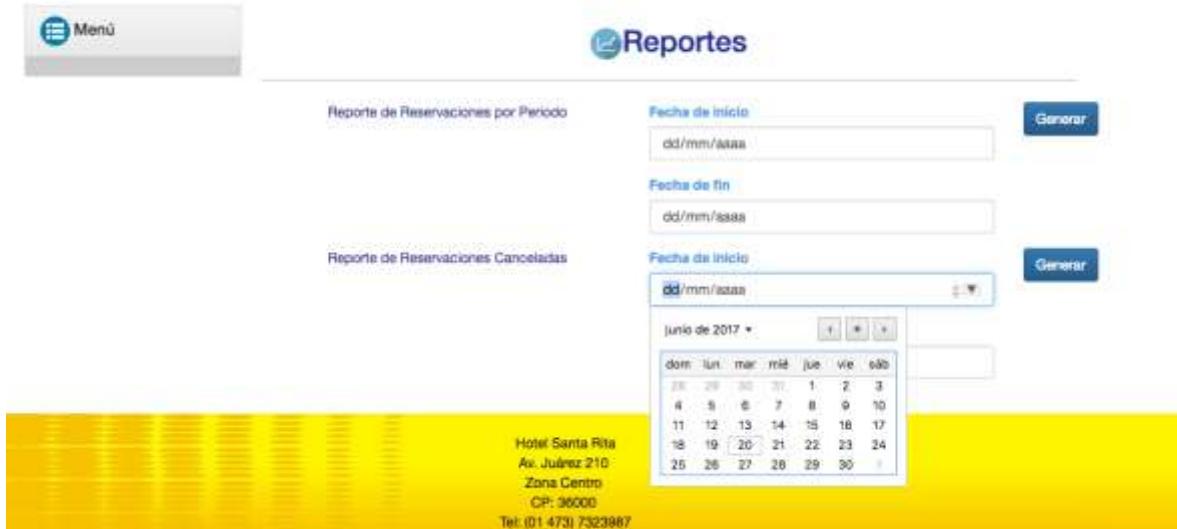 Menú
Reportes
Reporte de Reservaciones por Periodo
Fecha de inicio
Generar
dd/mm/aaaa
Fecha de fin
dd/mm/aaaa
Reporte de Reservaciones Canceladas
Fecha de inicio
Generar
dd/mm/aaaa
junio de 2017
dom lun mar mié jue vie sáb
28 29 30 31 1 2 3
4 5 6 7 8 9 10
11 12 13 14 15 16 17
18 19 20 21 22 23 24
25 26 27 28 29 30 1
Hotel Santa Rita
Av. Juárez 210
Zona Centro
CP: 36000
Tel: (01 473) 7323987